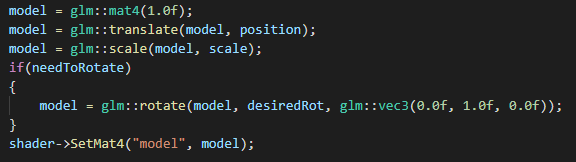 model = glm::mat4(1.0f);
model = glm::translate(model, position);
model = glm::scale(model, scale);
if(needToRotate)
{
    model = glm::rotate(model, desiredRot, glm::vec3(0.0f, 1.0f, 0.0f));
}
shader->SetMat4("model", model);